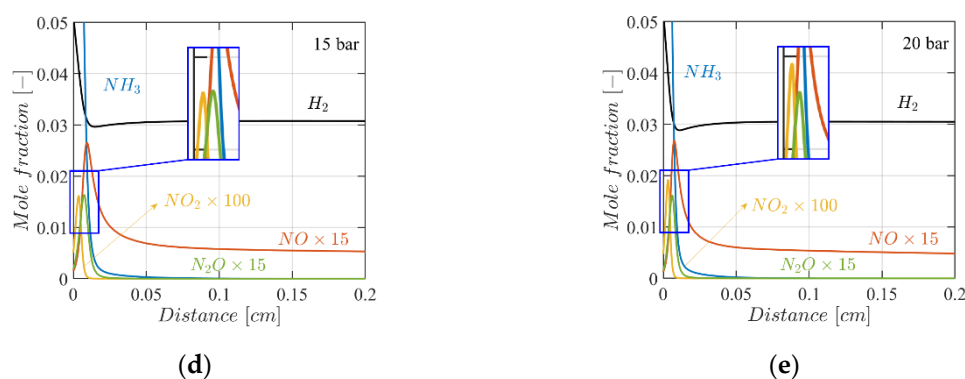 0.05
0.04
0.03
0.02
0.01
0
Mole fraction [−]
15 bar
NH₃
H₂
NO₂ × 100
NO × 15
N₂O × 15
0 0.05 0.1 0.15 0.2
Distance [cm]
(d)
0.05
0.04
0.03
0.02
0.01
0
Mole fraction [−]
20 bar
NH₃
H₂
NO₂ × 100
NO × 15
N₂O × 15
0 0.05 0.1 0.15 0.2
Distance [cm]
(e)